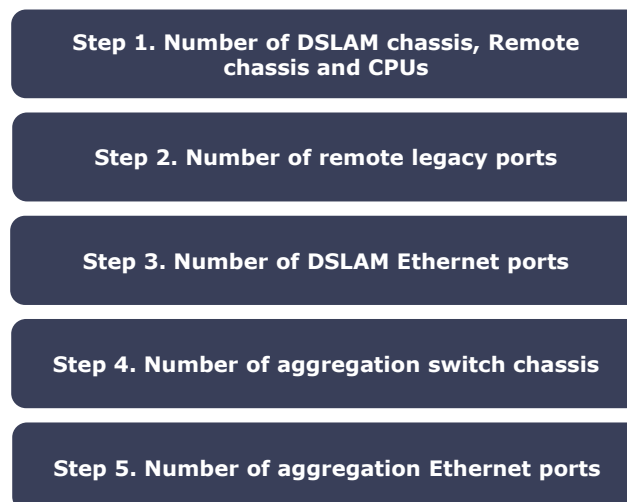 Step 1. Number of DSLAM chassis, Remote
chassis and CPUs
Step 2. Number of remote legacy ports
Step 3. Number of DSLAM Ethernet ports
Step 4. Number of aggregation switch chassis
Step 5. Number of aggregation Ethernet ports